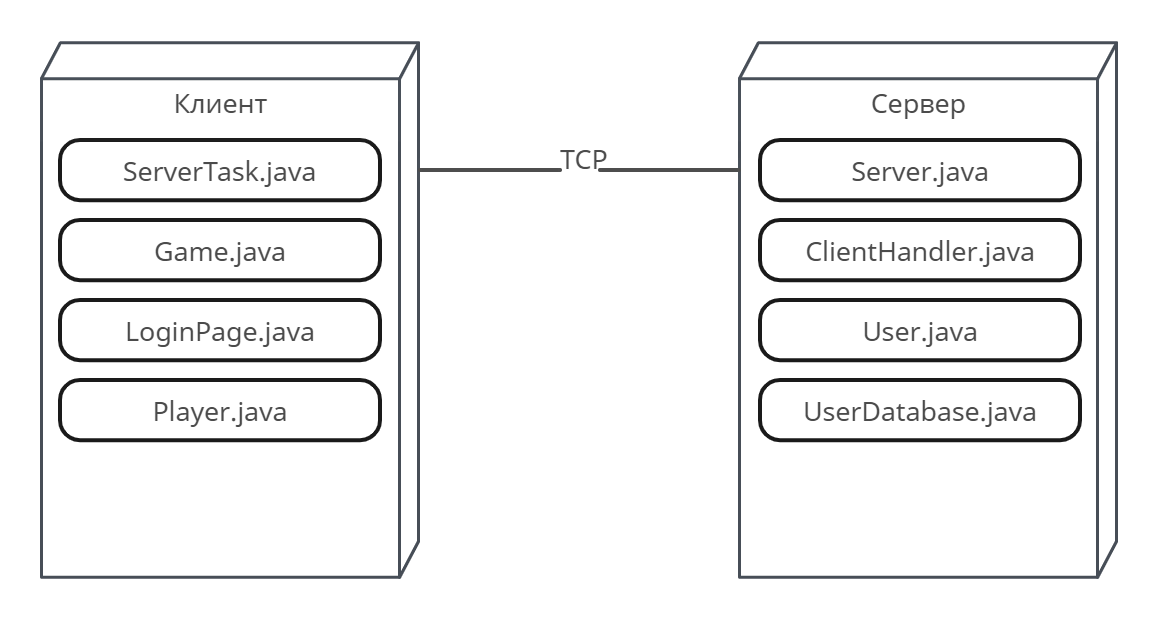 Клиент
ServerTask.java
Game.java
LoginPage.java
Player.java
TCP
Сервер
Server.java
ClientHandler.java
User.java
UserDatabase.java